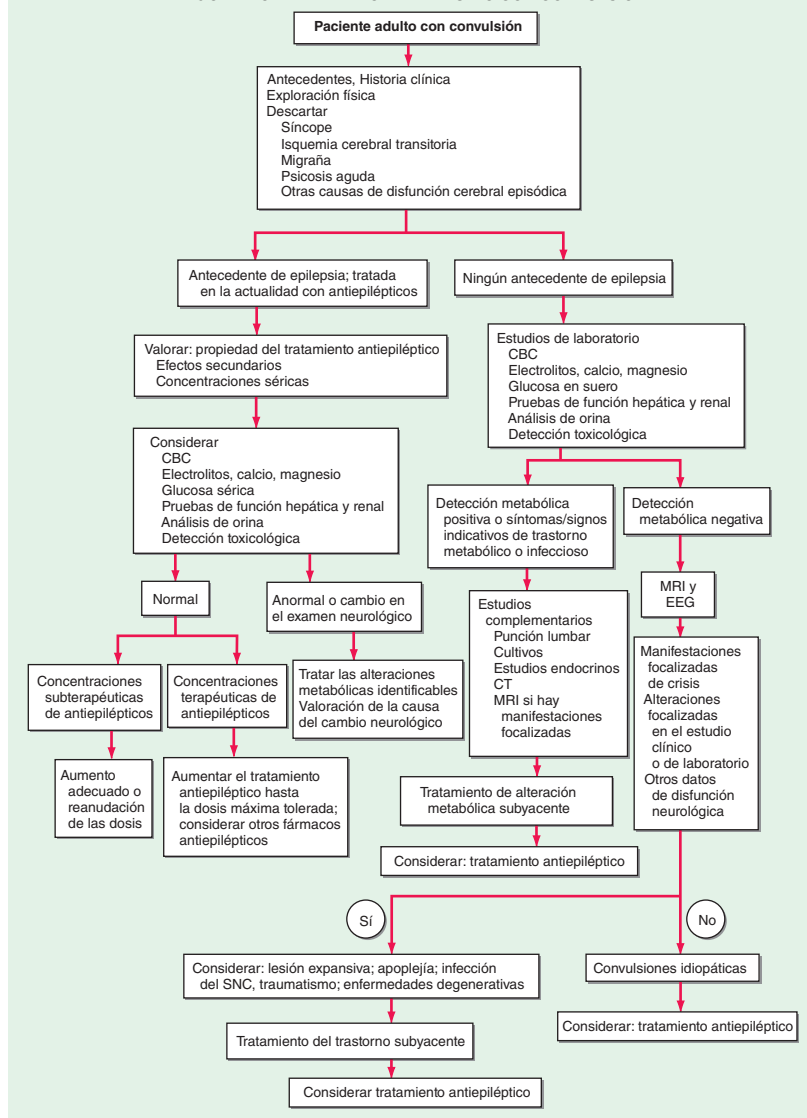 Paciente adulto con convulsión
Antecedentes, Historia clínica
Exploración física
Descartar
Síncope
Isquemia cerebral transitoria
Migraña
Psicosis aguda
Otras causas de disfunción cerebral episódica
Antecedente de epilepsia; tratada
en la actualidad con antiepilépticos
Ningún antecedente de epilepsia
Valorar: propiedad del tratamiento antiepiléptico
Efectos secundarios
Concentraciones séricas
Estudios de laboratorio
CBC
Electrolitos, calcio, magnesio
Glucosa en suero
Pruebas de función hepática y renal
Análisis de orina
Detección toxicológica
Considerar
CBC
Electrolitos, calcio, magnesio
Glucosa sérica
Pruebas de función hepática y renal
Análisis de orina
Detección toxicológica
Detección metabólica
positiva o síntomas/signos
indicativos de trastorno
metabólico o infeccioso
Detección
metabólica negativa
Normal
Anormal o cambio en
el examen neurológico
MRI y
EEG
Estudios
complementarios
Punción lumbar
Cultivos
Estudios endocrinos
CT
MRI si hay
manifestaciones
focalizadas
Concentraciones
subterapéuticas
de antiepilépticos
Concentraciones
terapéuticas de
antiepilépticos
Tratar las alteraciones
metabólicas identificables
Valoración de la causa
del cambio neurológico
Manifestaciones
focalizadas
de crisis
Alteraciones
focalizadas
en el estudio
clínico
o de laboratorio
Otros datos
de disfunción
neurológica
Aumento
adecuado o
reanudación
de las dosis
Aumentar el tratamiento
antiepiléptico hasta
la dosis máxima tolerada;
considerar otros fármacos
antiepilépticos
Tratamiento de alteración
metabólica subyacente
Considerar: tratamiento antiepiléptico
Sí
No
Considerar: lesión expansiva; apoplejía; infección
del SNC, traumatismo; enfermedades degenerativas
Convulsiones idiopáticas
Tratamiento del trastorno subyacente
Considerar: tratamiento antiepiléptico
Considerar tratamiento antiepiléptico